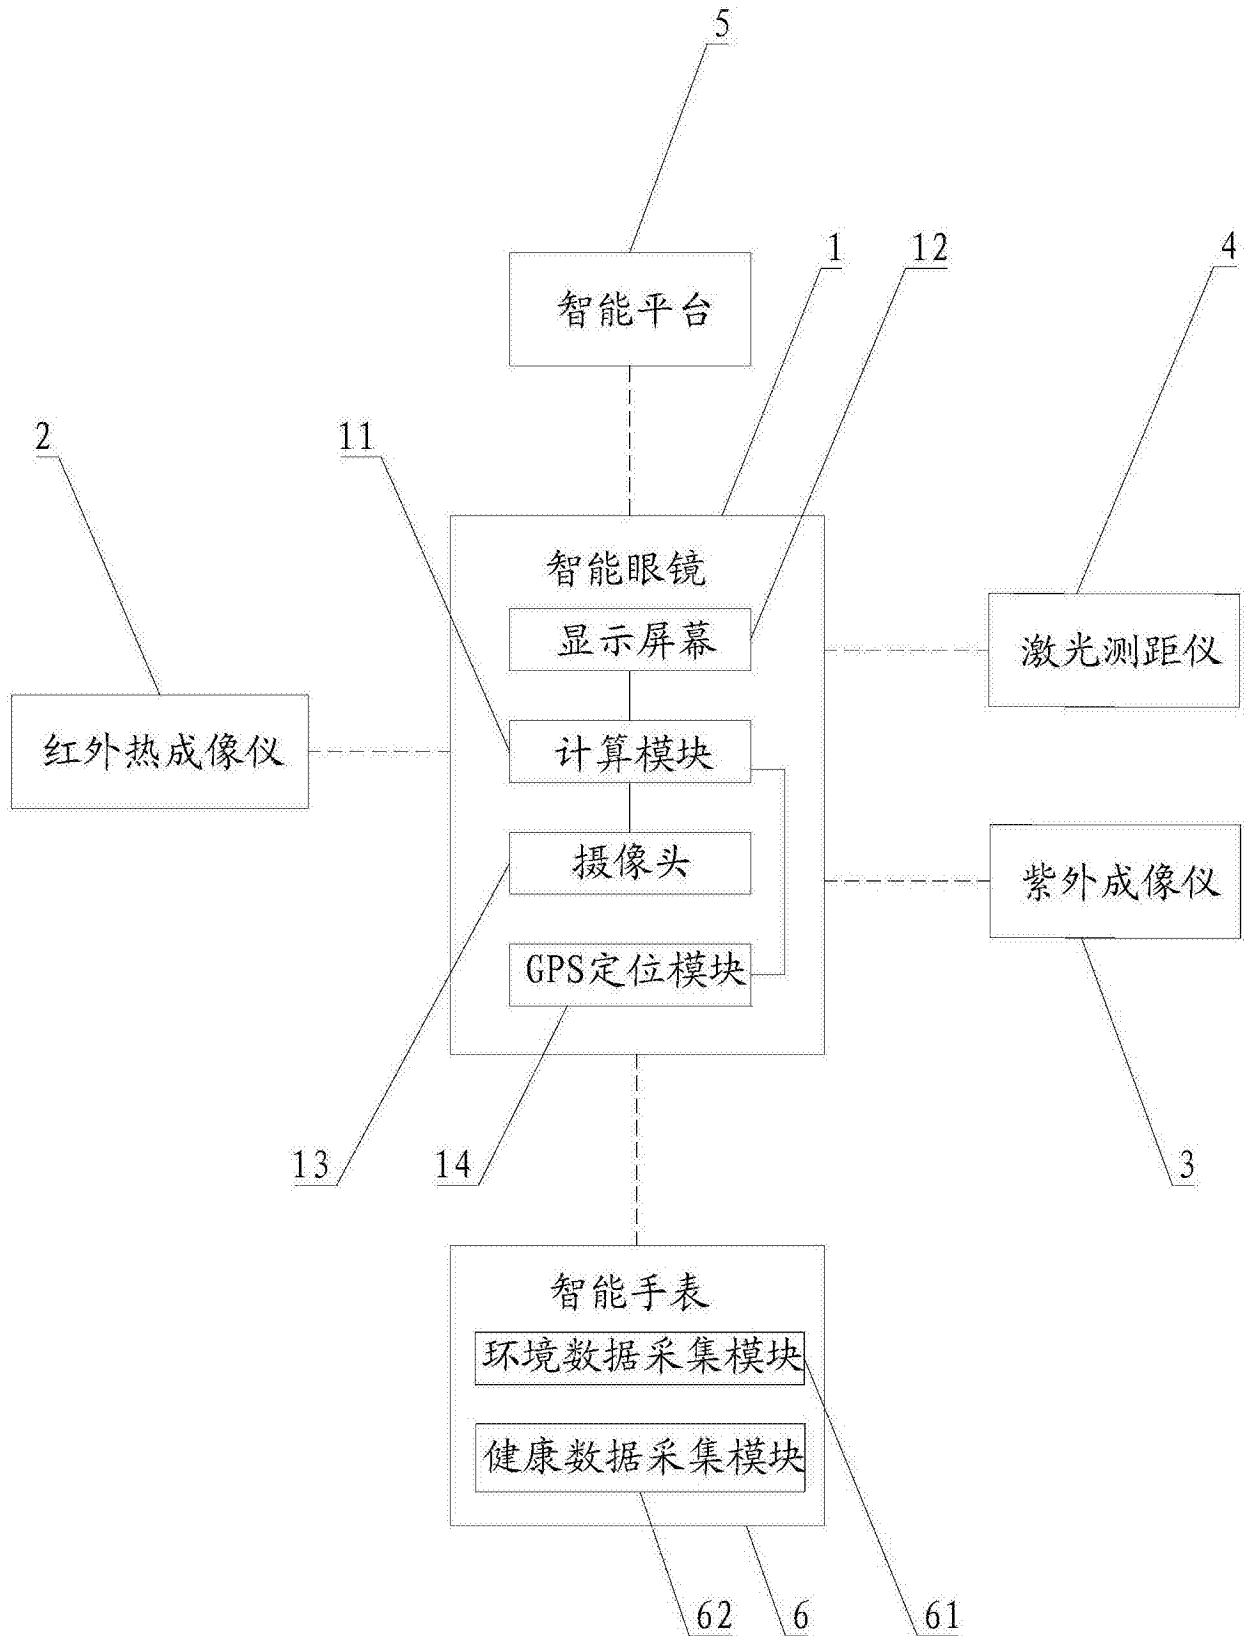 5
1
12
4
智能平台
2
11
智能眼镜
显示屏幕
激光测距仪
红外热成像仪
计算模块
摄像头
紫外成像仪
GPS定位模块
13
14
3
智能手表
环境数据采集模块
健康数据采集模块
62
6
61